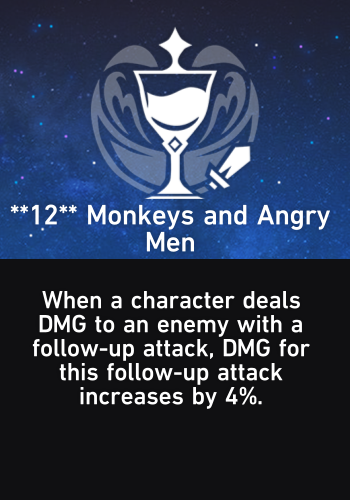 **12** Monkeys and Angry
Men
When a character deals
DMG to an enemy with a
follow-up attack, DMG for
this follow-up attack
increases by 4%.